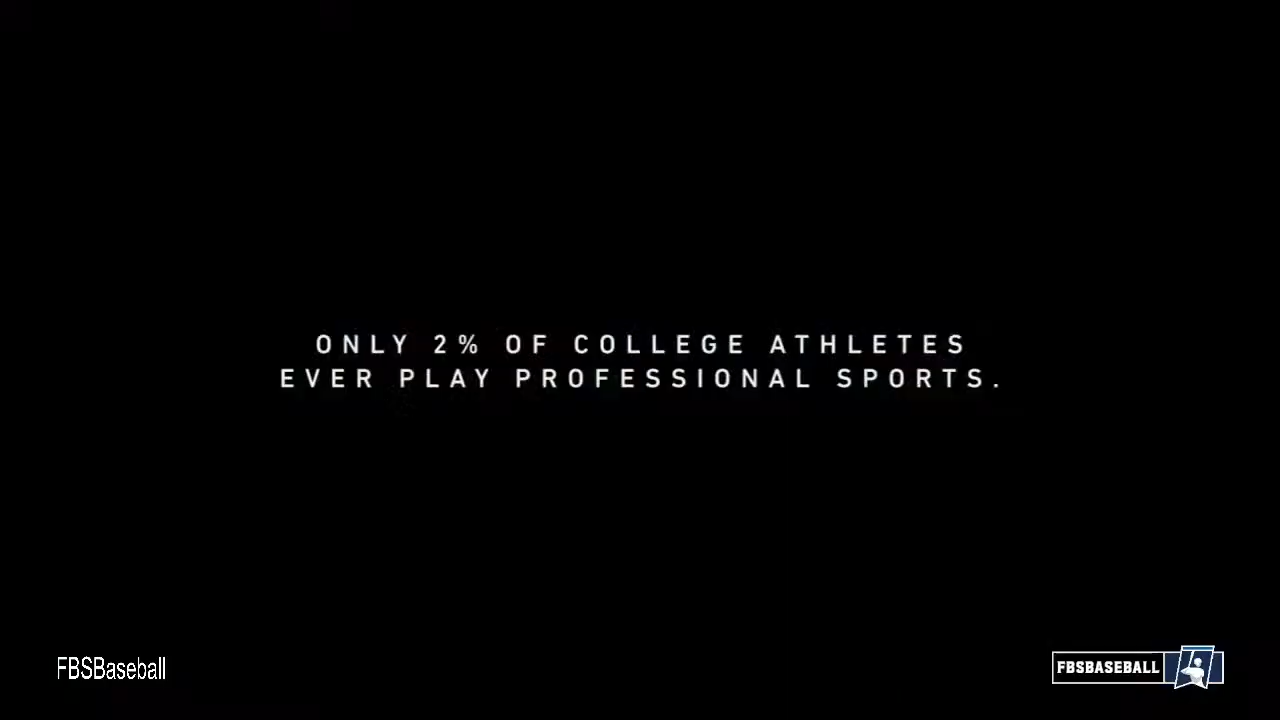 ONLY 2% OF COLLEGE ATHLETES
EVER PLAY PROFESSIONAL SPORTS.
FBSBaseball
FBSBASEBALL